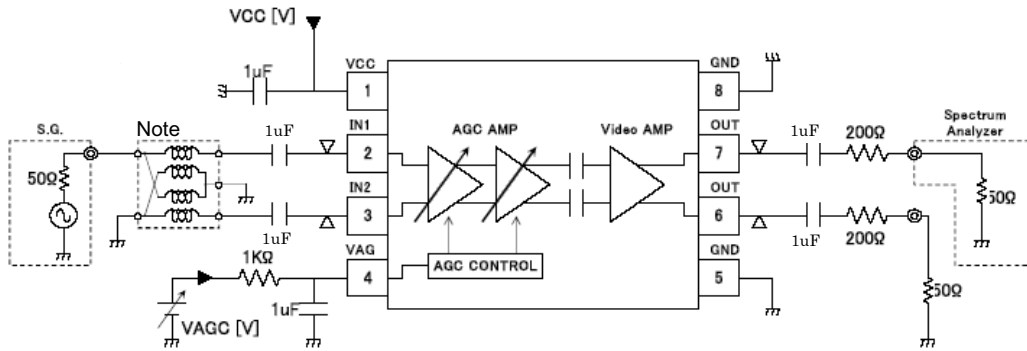 VCC [V]
1uF
VCC
1
GND
8
S.G.
50Ω
Note
1uF
IN1
2
AGC AMP
Video AMP
OUT
7
1uF
200Ω
Spectrum
Analyzer
50Ω
1uF
IN2
3
OUT
6
1uF
200Ω
50Ω
VAG
4
AGC CONTROL
GND
5
1KΩ
1uF
VAGC [V]